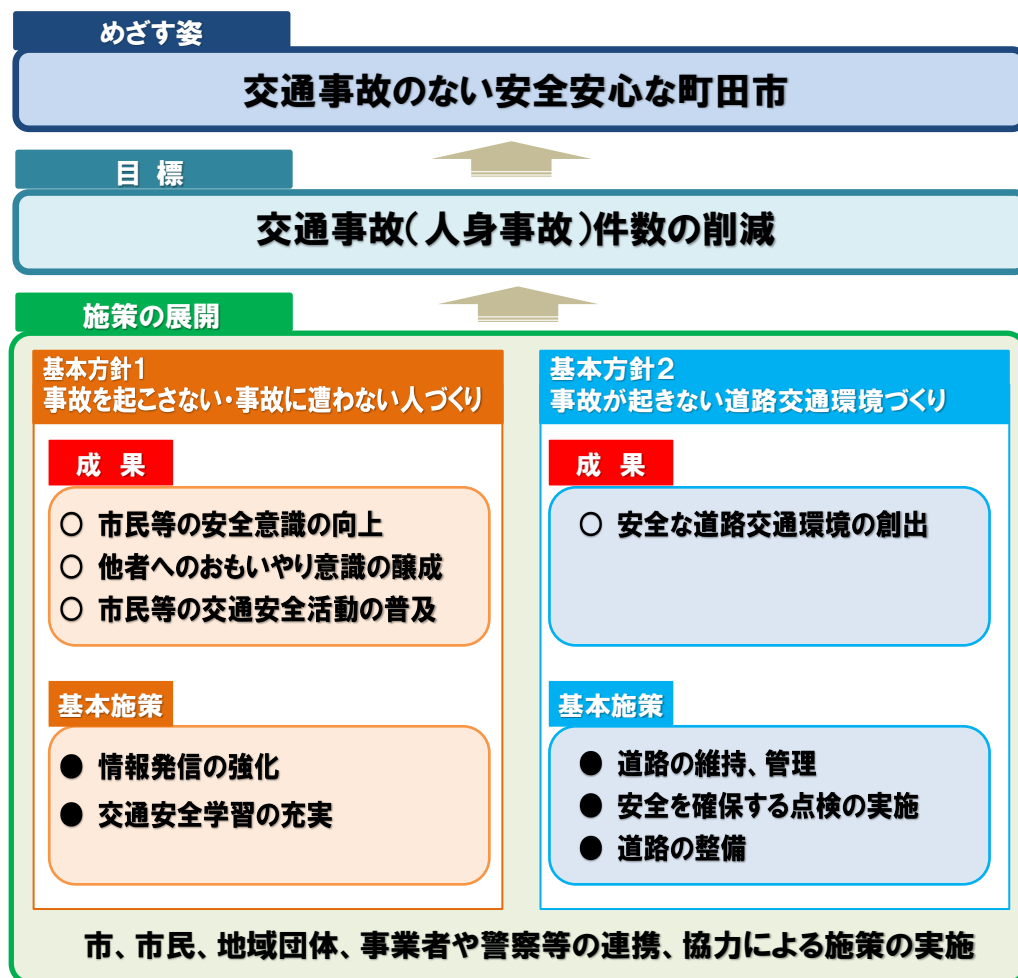 めざす姿
交通事故のない安全安心な町田市
目 標
交通事故(人身事故)件数の削減
施策の展開
基本方針1
事故を起こさない・事故に遭わない人づくり
成 果
○ 市民等の安全意識の向上
○ 他者へのおもいやり意識の醸成
○ 市民等の交通安全活動の普及
基本施策
● 情報発信の強化
● 交通安全学習の充実
基本方針2
事故が起きない道路交通環境づくり
成 果
○ 安全な道路交通環境の創出
基本施策
● 道路の維持、管理
● 安全を確保する点検の実施
● 道路の整備
市、市民、地域団体、事業者や警察等の連携、協力による施策の実施